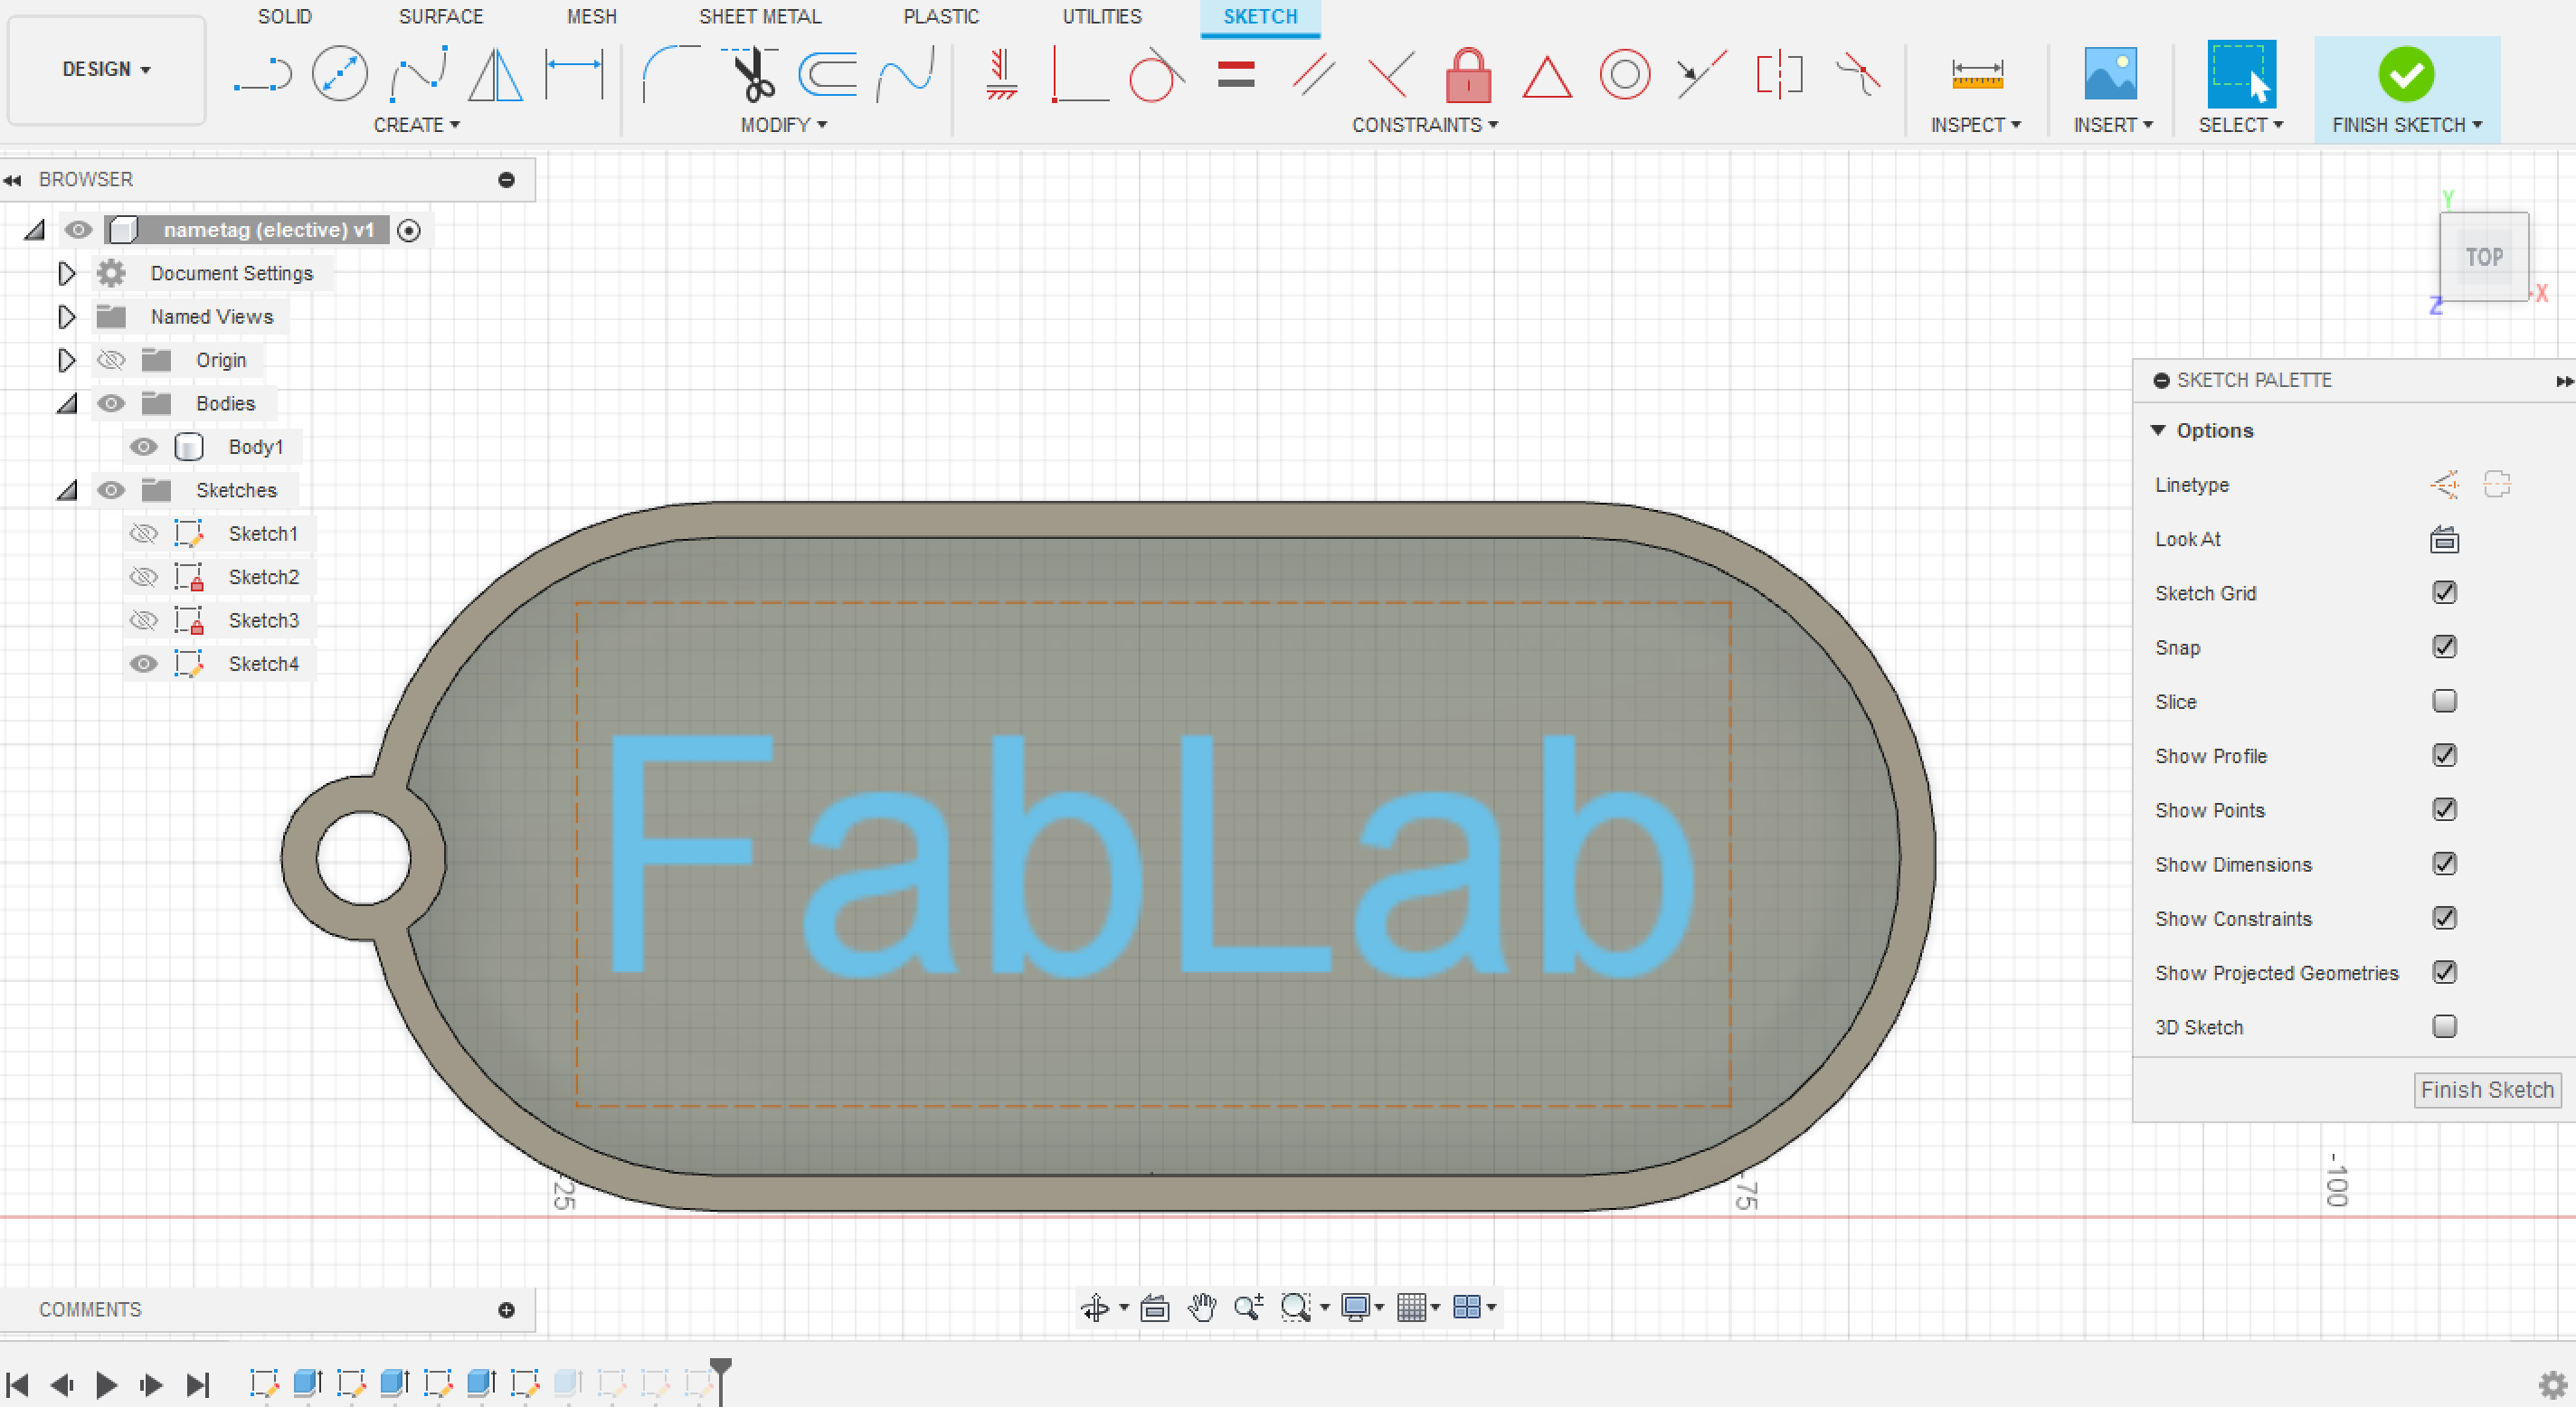 SOLID SURFACE MESH SHEET METAL PLASTIC UTILITIES SKETCH
DESIGN
CREATE MODIFY CONSTRAINTS INSPECT INSERT SELECT FINISH SKETCH
BROWSER
nametag (elective) v1
Document Settings
Named Views
Origin
Bodies
Body1
Sketches
Sketch1
Sketch2
Sketch3
Sketch4
Y
TOP
X
Z
SKETCH PALETTE
Options
Linetype
Look At
Sketch Grid
Snap
Slice
Show Profile
Show Points
Show Dimensions
Show Constraints
Show Projected Geometries
3D Sketch
Finish Sketch
FabLab
-25
-75
-100
COMMENTS